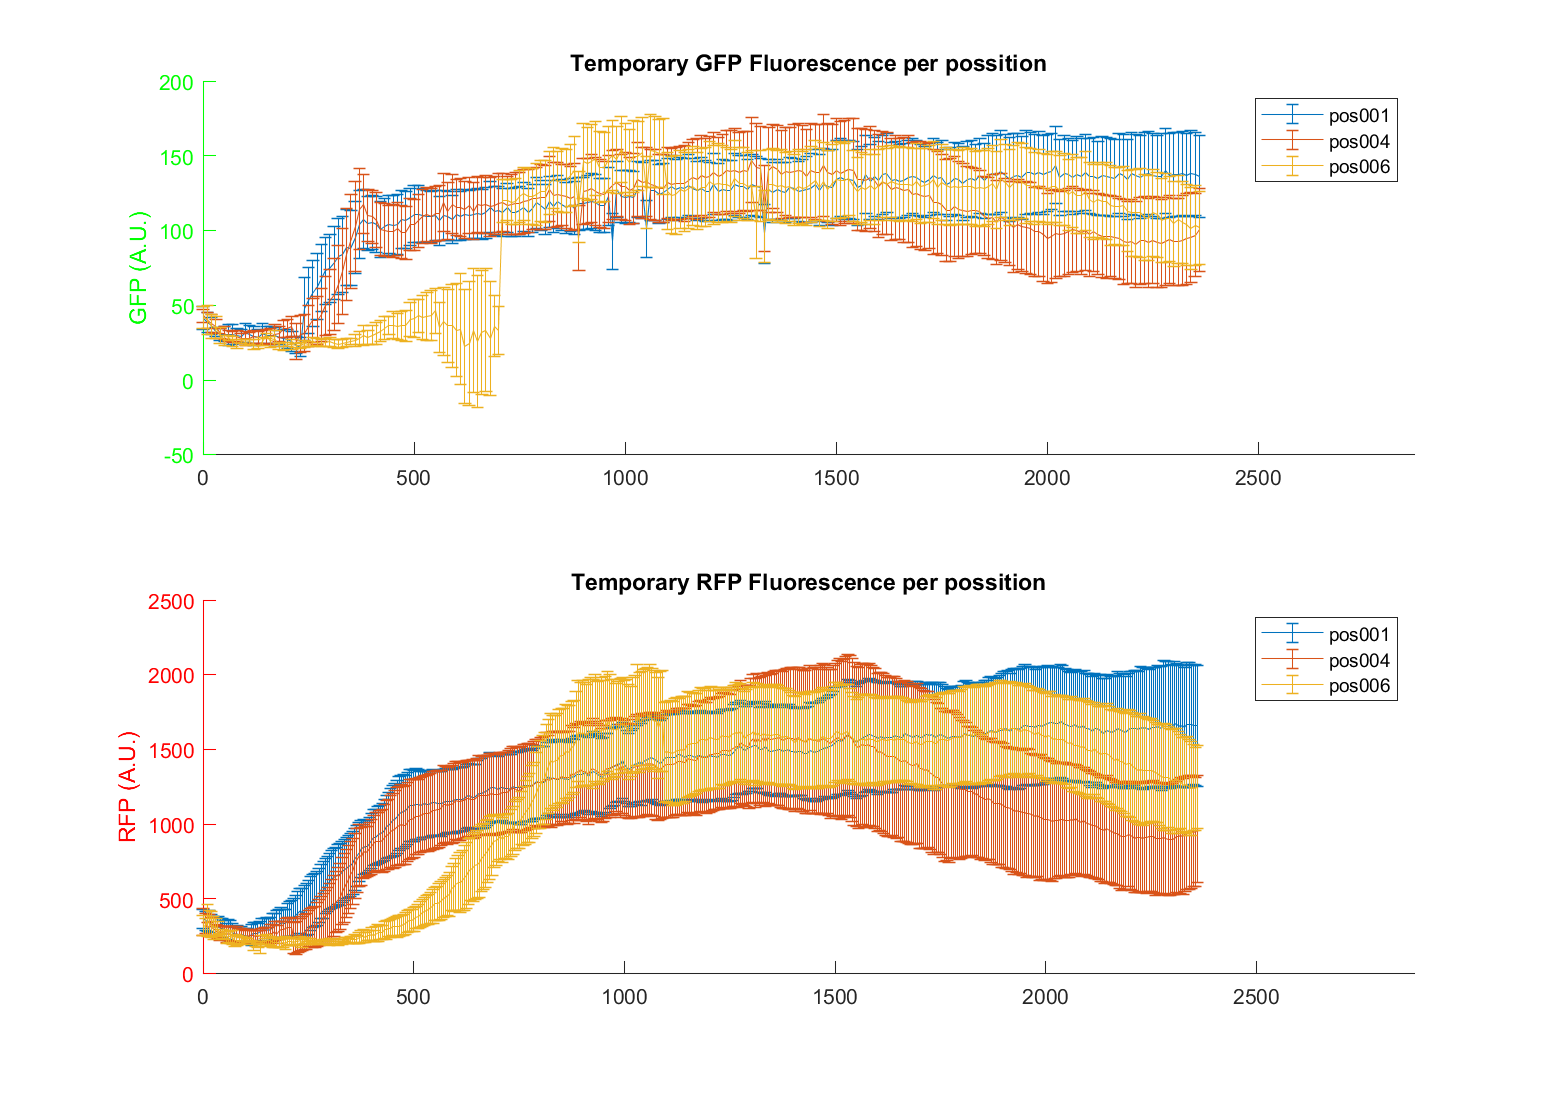 Temporary GFP Fluorescence per possition
200
150
100
50
0
-50
GFP (A.U.)
0 500 1000 1500 2000 2500
pos001
pos004
pos006
Temporary RFP Fluorescence per possition
2500
2000
1500
1000
500
0
RFP (A.U.)
0 500 1000 1500 2000 2500
pos001
pos004
pos006